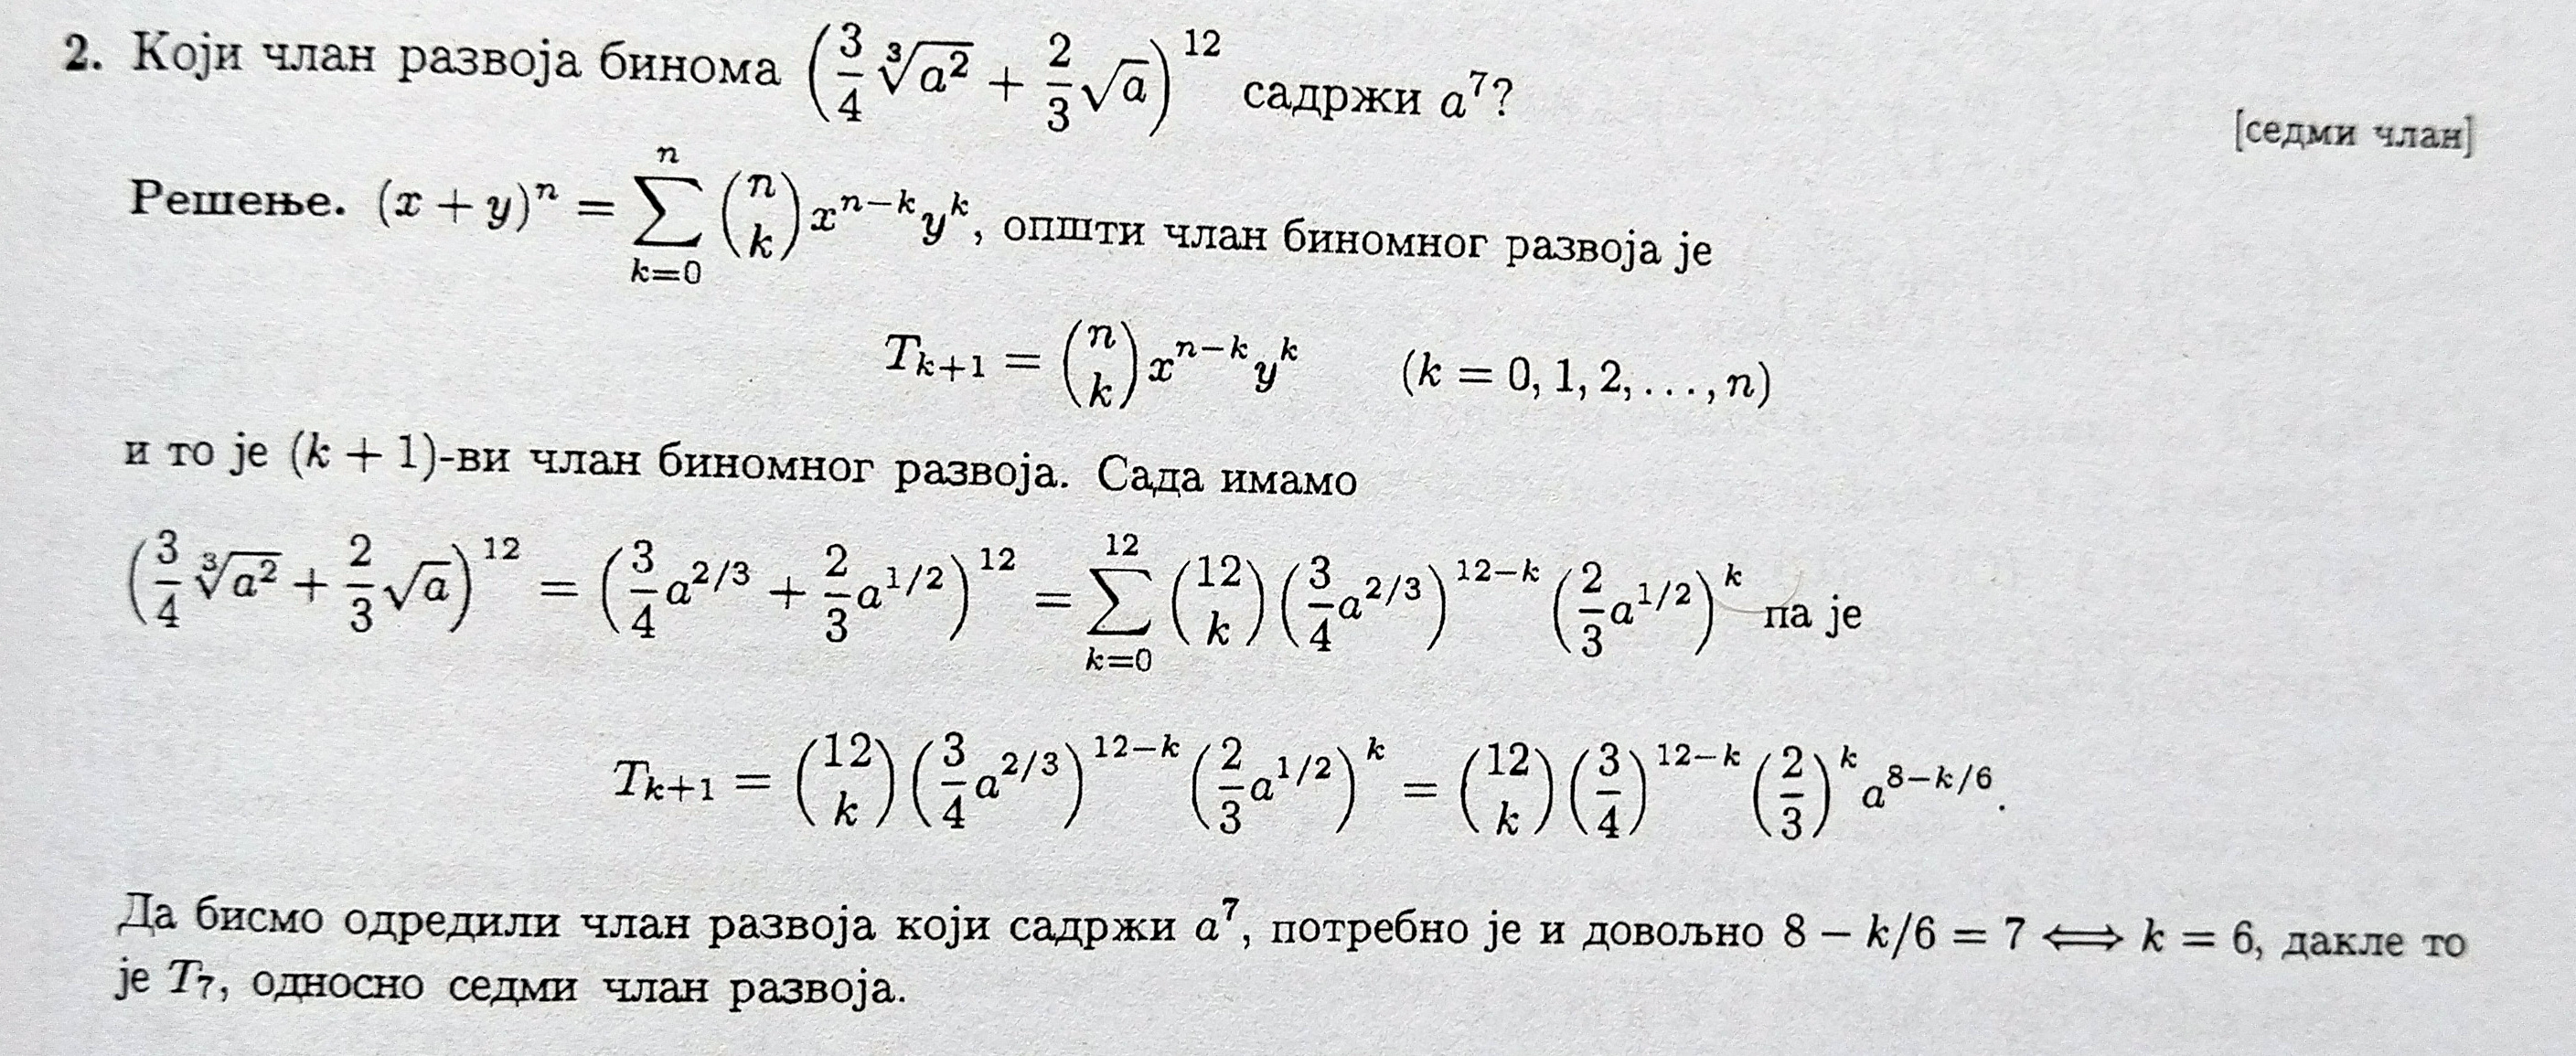 2. Који члан развоја бинома $\left(\frac{3}{4}\sqrt[3]{a^2}+\frac{2}{3}\sqrt{a}\right)^{12}$ садржи $a^7$?
[седми члан]
Решење. $(x+y)^n=\sum_{k=0}^{n}\binom{n}{k}x^{n-k}y^k$, општи члан биномног развоја је
$T_{k+1}=\binom{n}{k}x^{n-k}y^k \qquad (k=0,1,2,\ldots,n)$
и то је $(k+1)$-ви члан биномног развоја. Сада имамо
$\left(\frac{3}{4}\sqrt[3]{a^2}+\frac{2}{3}\sqrt{a}\right)^{12}=\left(\frac{3}{4}a^{2/3}+\frac{2}{3}a^{1/2}\right)^{12}=\sum_{k=0}^{12}\binom{12}{k}\left(\frac{3}{4}a^{2/3}\right)^{12-k}\left(\frac{2}{3}a^{1/2}\right)^k$ па је
$T_{k+1}=\binom{12}{k}\left(\frac{3}{4}a^{2/3}\right)^{12-k}\left(\frac{2}{3}a^{1/2}\right)^k=\binom{12}{k}\left(\frac{3}{4}\right)^{12-k}\left(\frac{2}{3}\right)^k a^{8-k/6}.$
Да бисмо одредили члан развоја који садржи $a^7$, потребно је и довољно $8-k/6=7 \Longleftrightarrow k=6$, дакле то
је $T_7$, односно седми члан развоја.